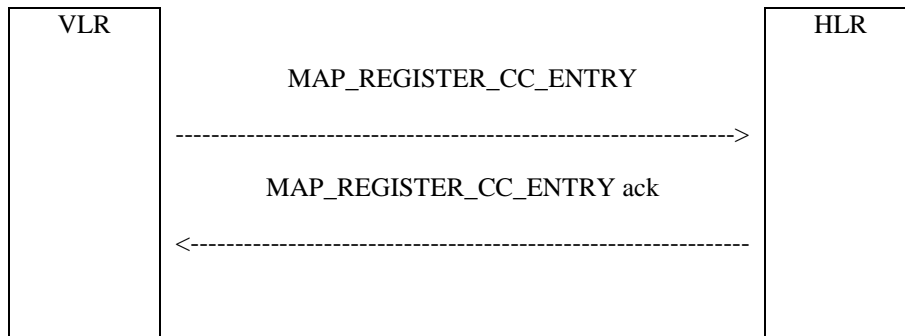 VLR
HLR
MAP_REGISTER_CC_ENTRY
MAP_REGISTER_CC_ENTRY ack